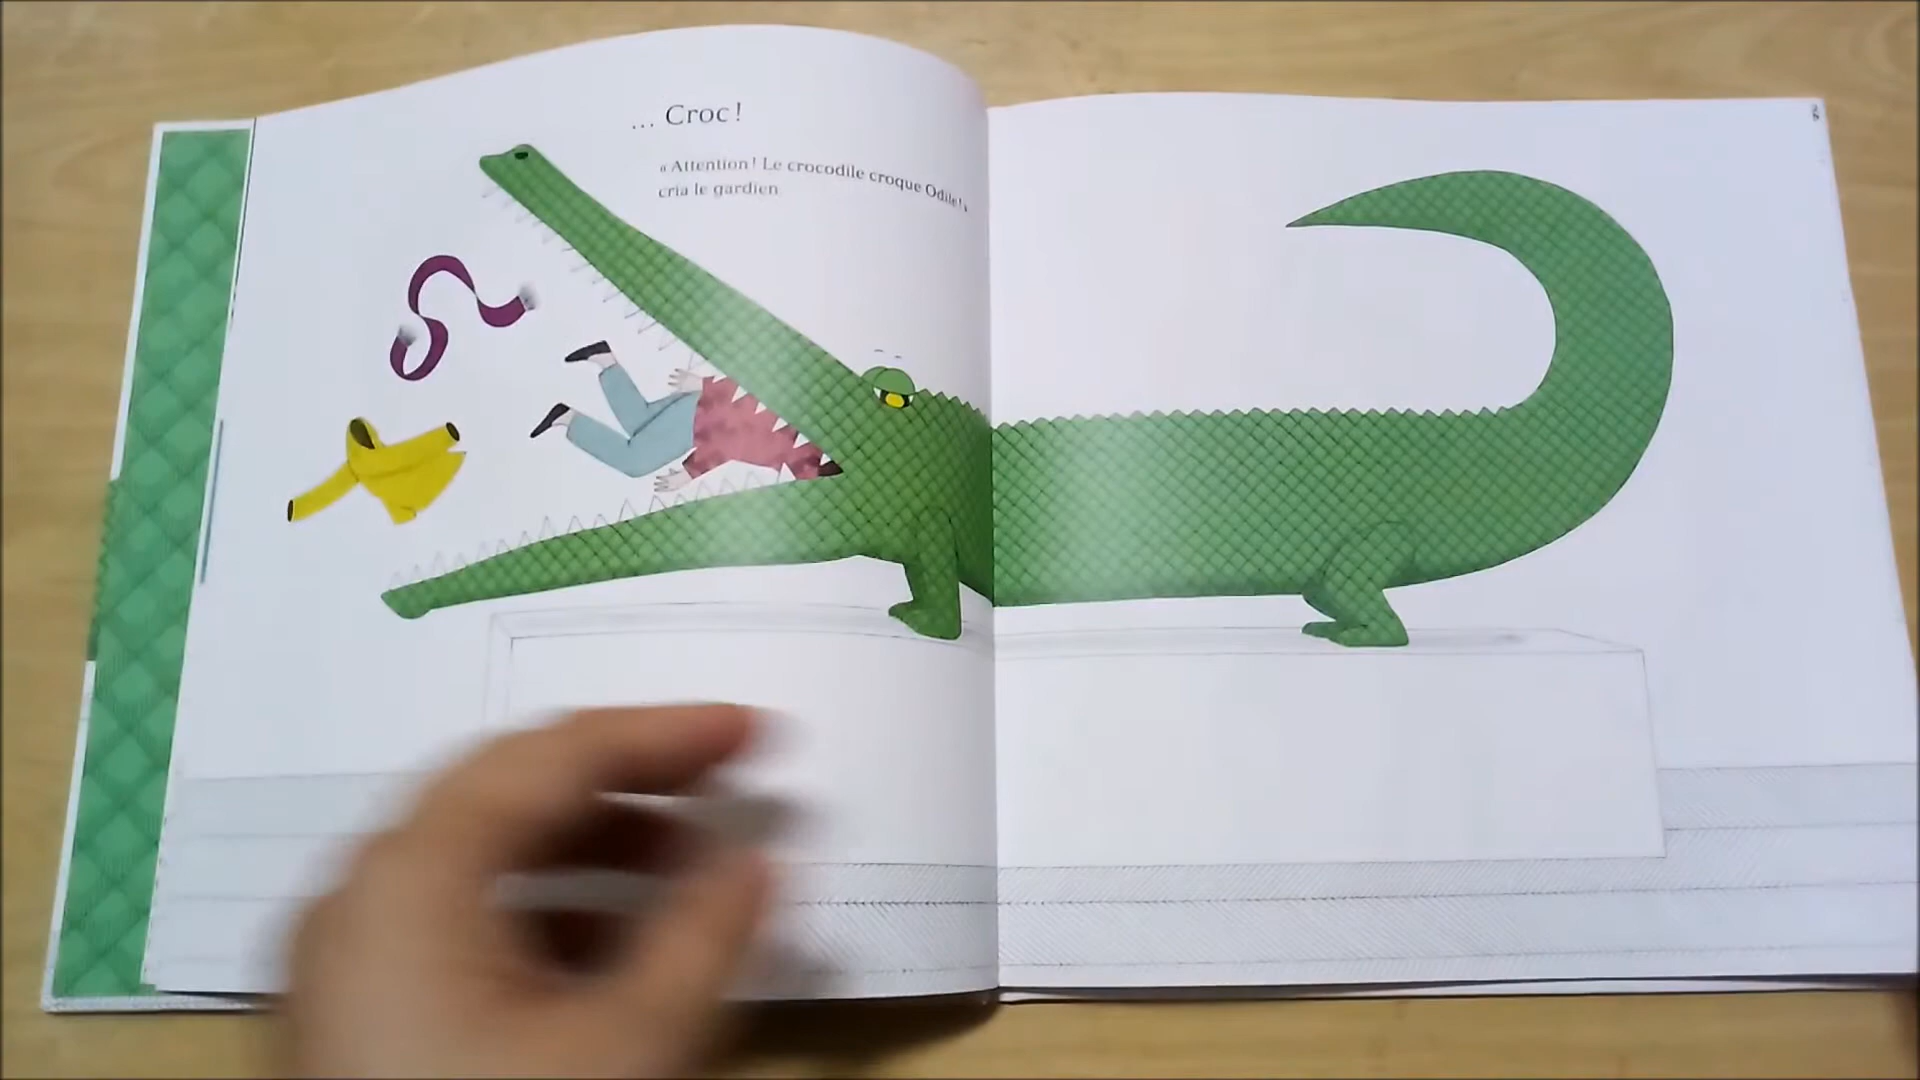 ... Croc !
« Attention ! Le crocodile croque Odile ! »
cria le gardien.